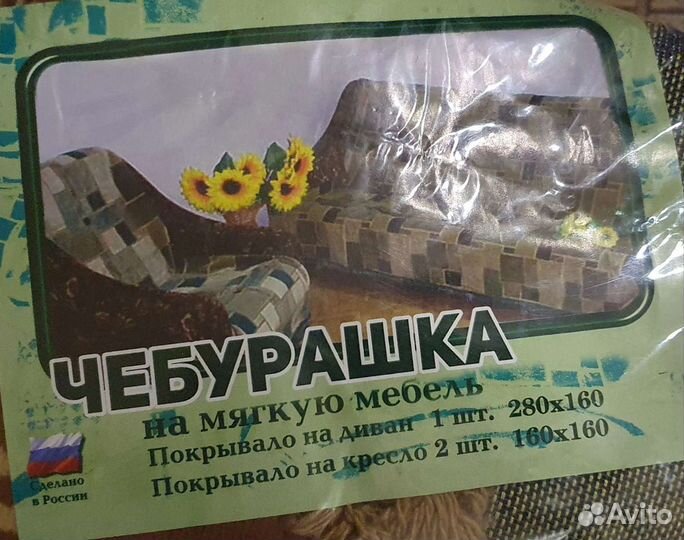 ЧЕБУРАШКА
на мягкую мебель
Покрывало на диван 1 шт. 280х160
Покрывало на кресло 2 шт. 160х160
Сделано
в России
Avito